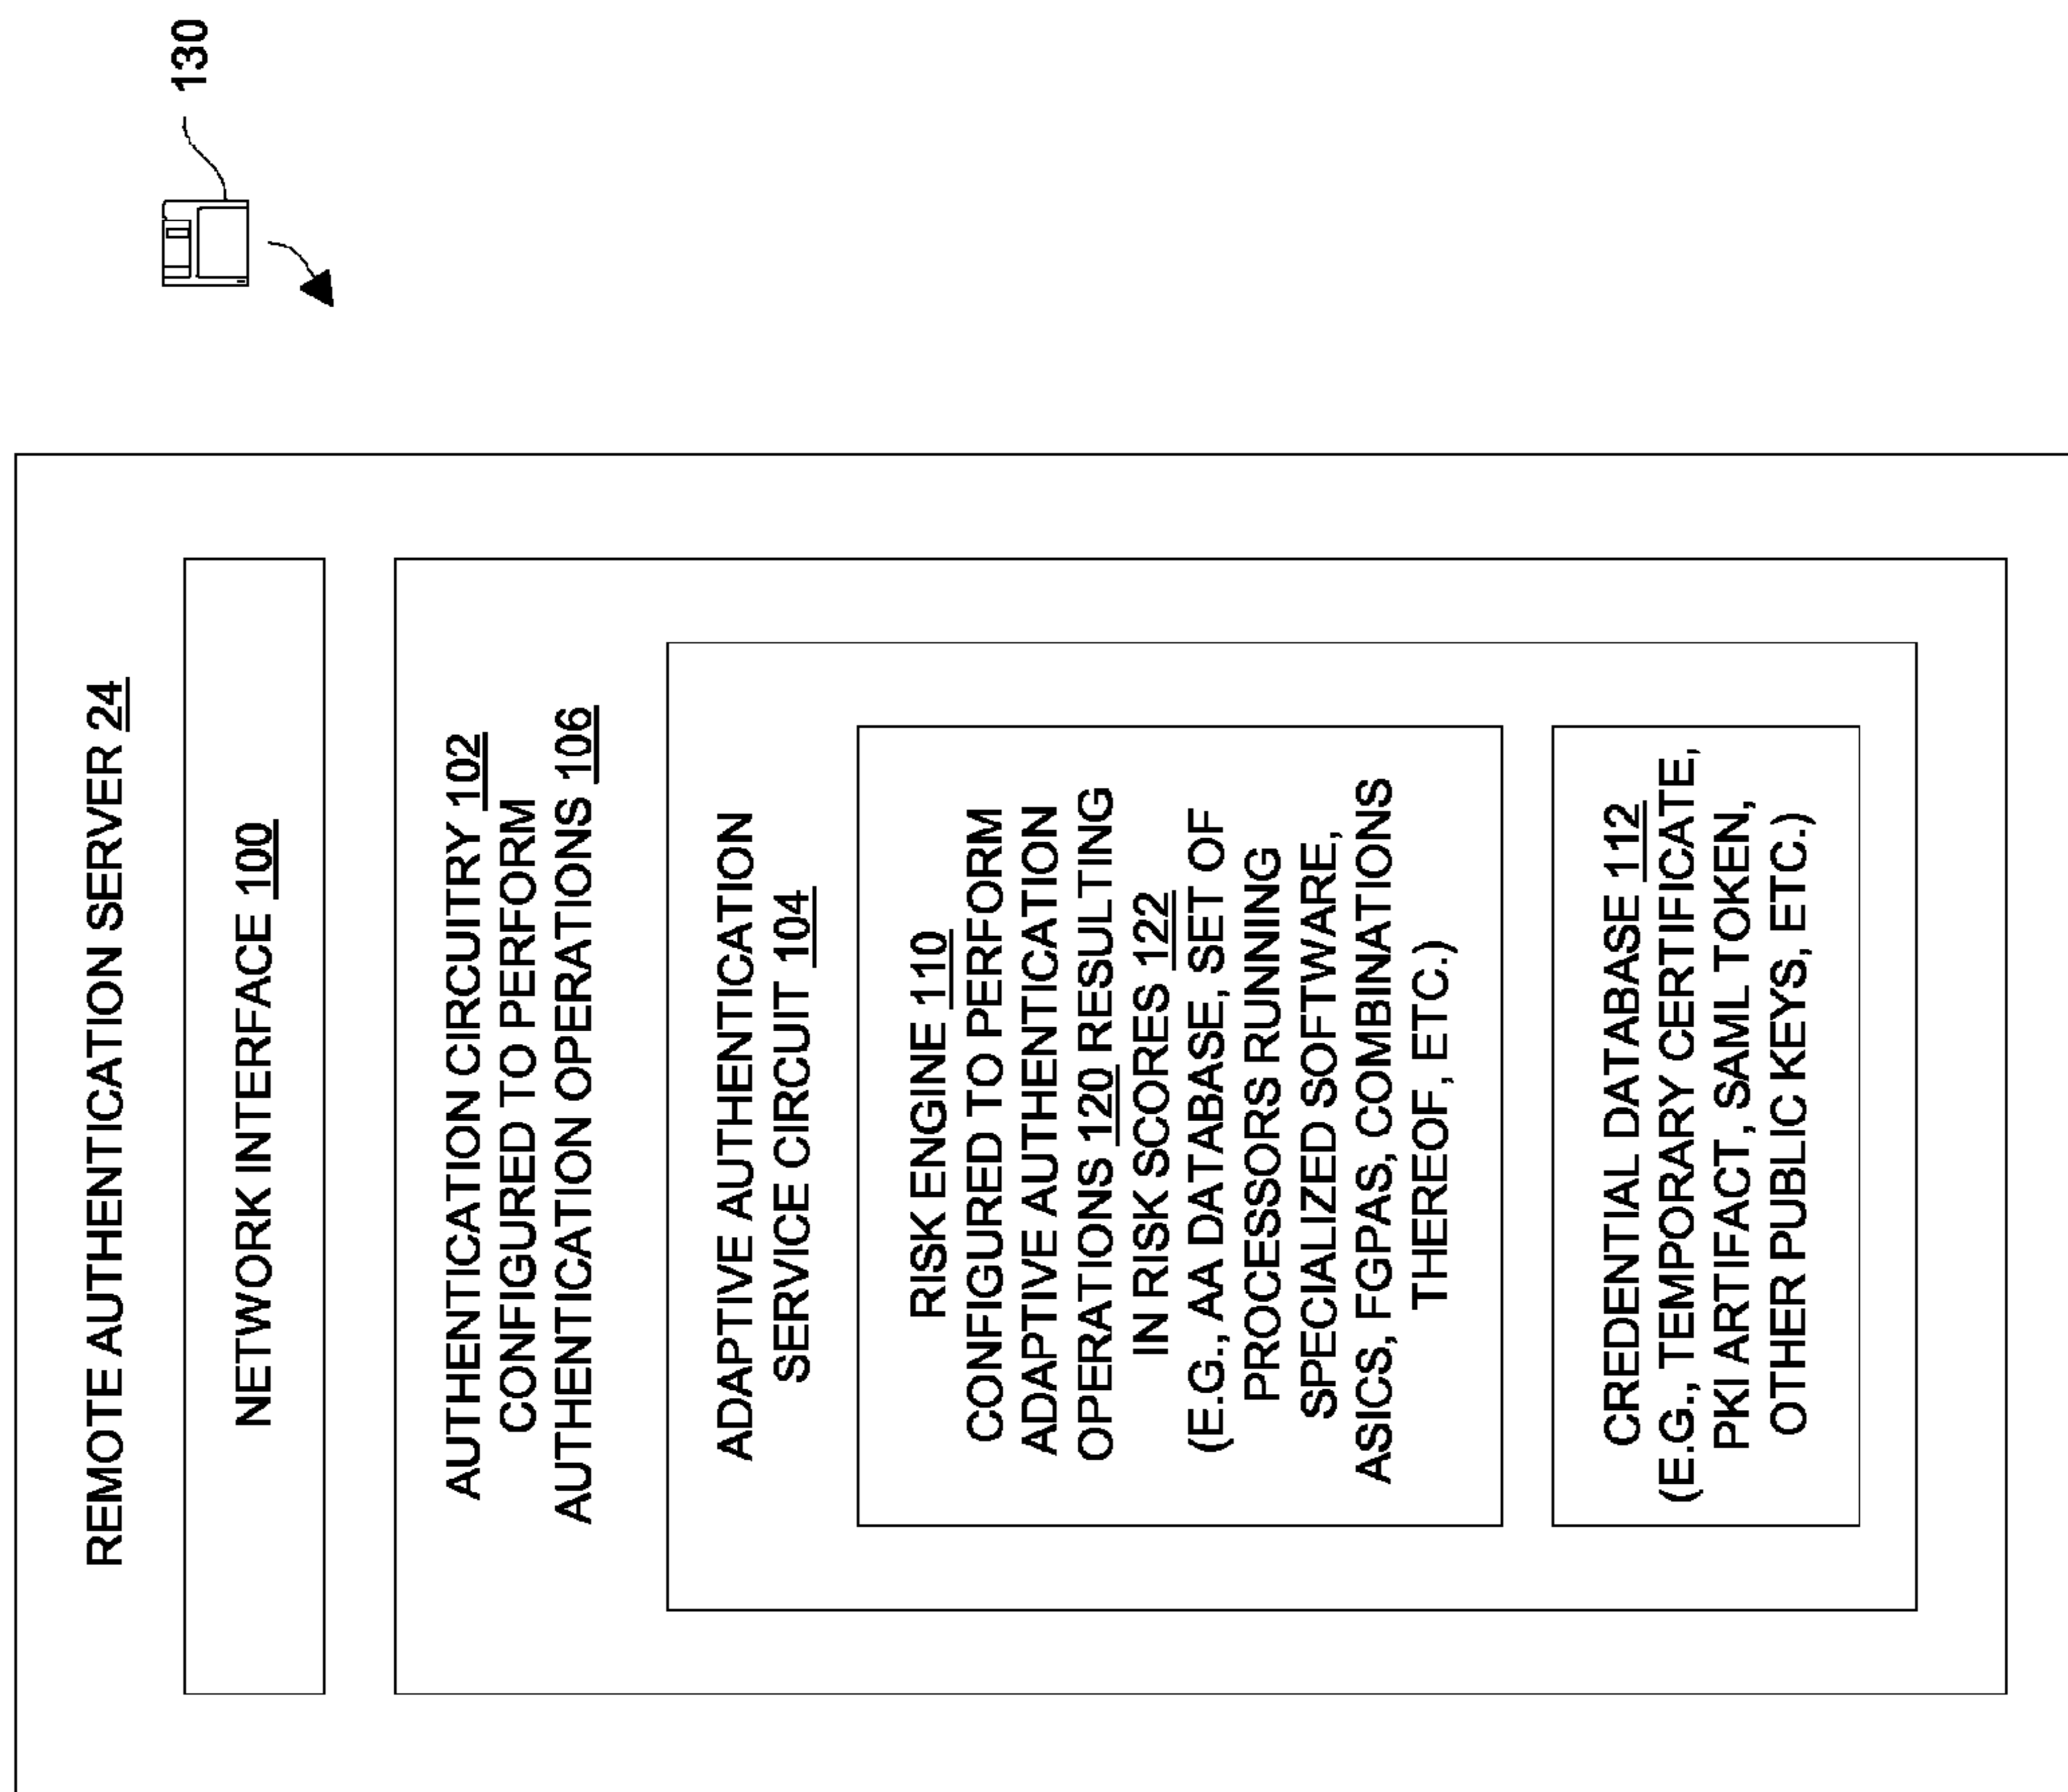 130
REMOTE AUTHENTICATION SERVER 24
NETWORK INTERFACE 100
AUTHENTICATION CIRCUITRY 102
CONFIGURED TO PERFORM
AUTHENTICATION OPERATIONS 106
ADAPTIVE AUTHENTICATION
SERVICE CIRCUIT 104
RISK ENGINE 110
CONFIGURED TO PERFORM
ADAPTIVE AUTHENTICATION
OPERATIONS 120 RESULTING
IN RISK SCORES 122
(E.G., AA DATABASE, SET OF
PROCESSORS RUNNING
SPECIALIZED SOFTWARE,
ASICS, FGPAS, COMBINATIONS
THEREOF, ETC.)
CREDENTIAL DATABASE 112
(E.G., TEMPORARY CERTIFICATE,
PKI ARTIFACT, SAML TOKEN,
OTHER PUBLIC KEYS, ETC.)